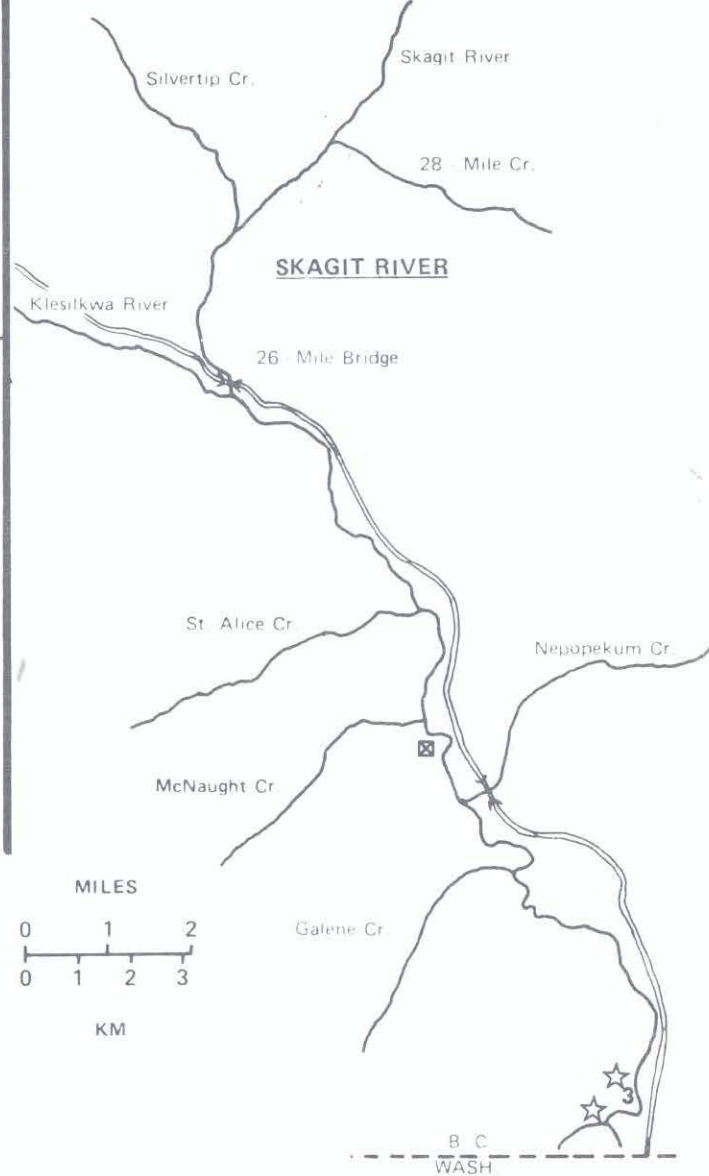 Skagit River
Silvertip Cr.
28 - Mile Cr.
SKAGIT RIVER
Klesilkwa River
26 - Mile Bridge
St. Alice Cr.
Nepopekum Cr.
McNaught Cr.
MILES
0 1 2
0 1 2 3
KM
Galene Cr.
3
B C
WASH